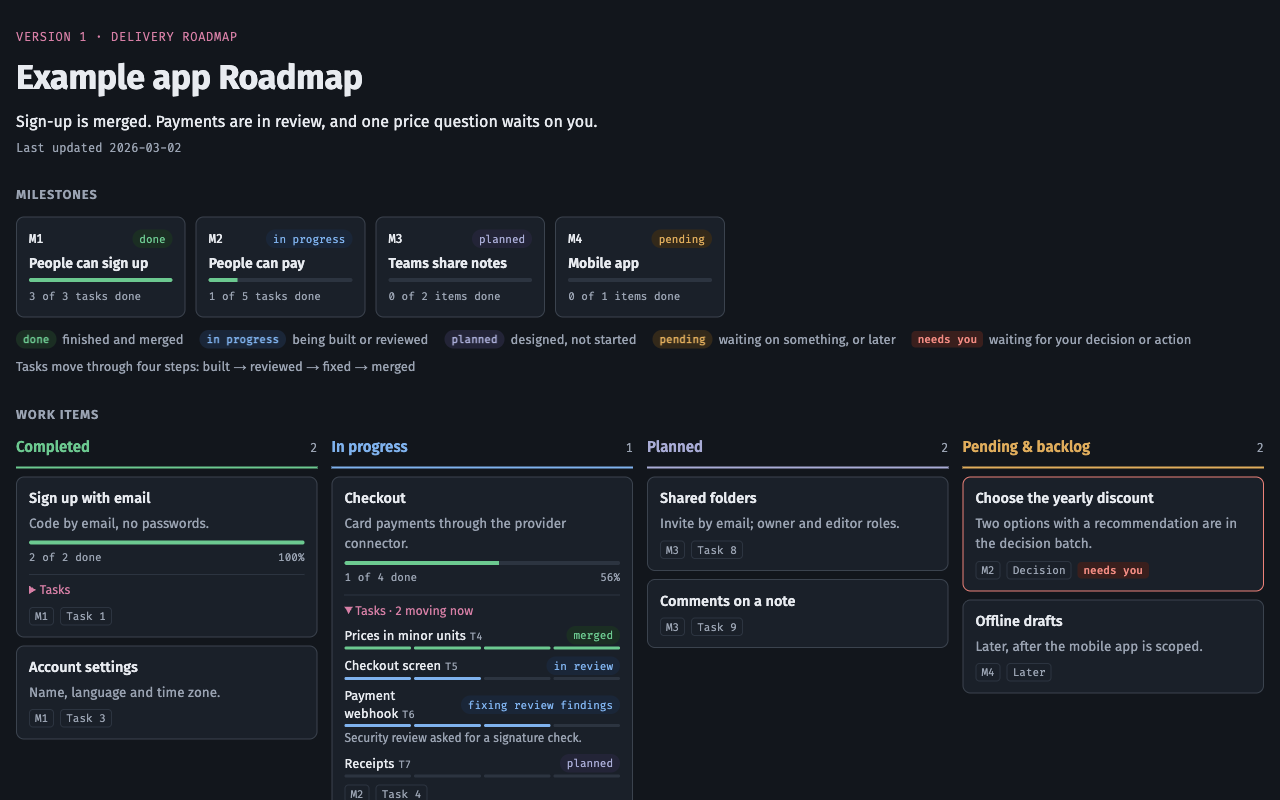 VERSION 1 · DELIVERY ROADMAP
Example app Roadmap
Sign-up is merged. Payments are in review, and one price question waits on you.
Last updated 2026-03-02
MILESTONES
M1 done
People can sign up
3 of 3 tasks done
M2 in progress
People can pay
1 of 5 tasks done
M3 planned
Teams share notes
0 of 2 items done
M4 pending
Mobile app
0 of 1 items done
done finished and merged in progress being built or reviewed planned designed, not started pending waiting on something, or later needs you waiting for your decision or action
Tasks move through four steps: built → reviewed → fixed → merged
WORK ITEMS
Completed 2
Sign up with email
Code by email, no passwords.
2 of 2 done 100%
▶ Tasks
M1 Task 1
Account settings
Name, language and time zone.
M1 Task 3
In progress 1
Checkout
Card payments through the provider
connector.
1 of 4 done 56%
▼ Tasks · 2 moving now
Prices in minor units T4 merged
Checkout screen T5 in review
Payment
webhook T6 fixing review findings
Security review asked for a signature check.
Receipts T7 planned
M2 Task 4
Planned 2
Shared folders
Invite by email; owner and editor roles.
M3 Task 8
Comments on a note
M3 Task 9
Pending & backlog 2
Choose the yearly discount
Two options with a recommendation are in
the decision batch.
M2 Decision needs you
Offline drafts
Later, after the mobile app is scoped.
M4 Later